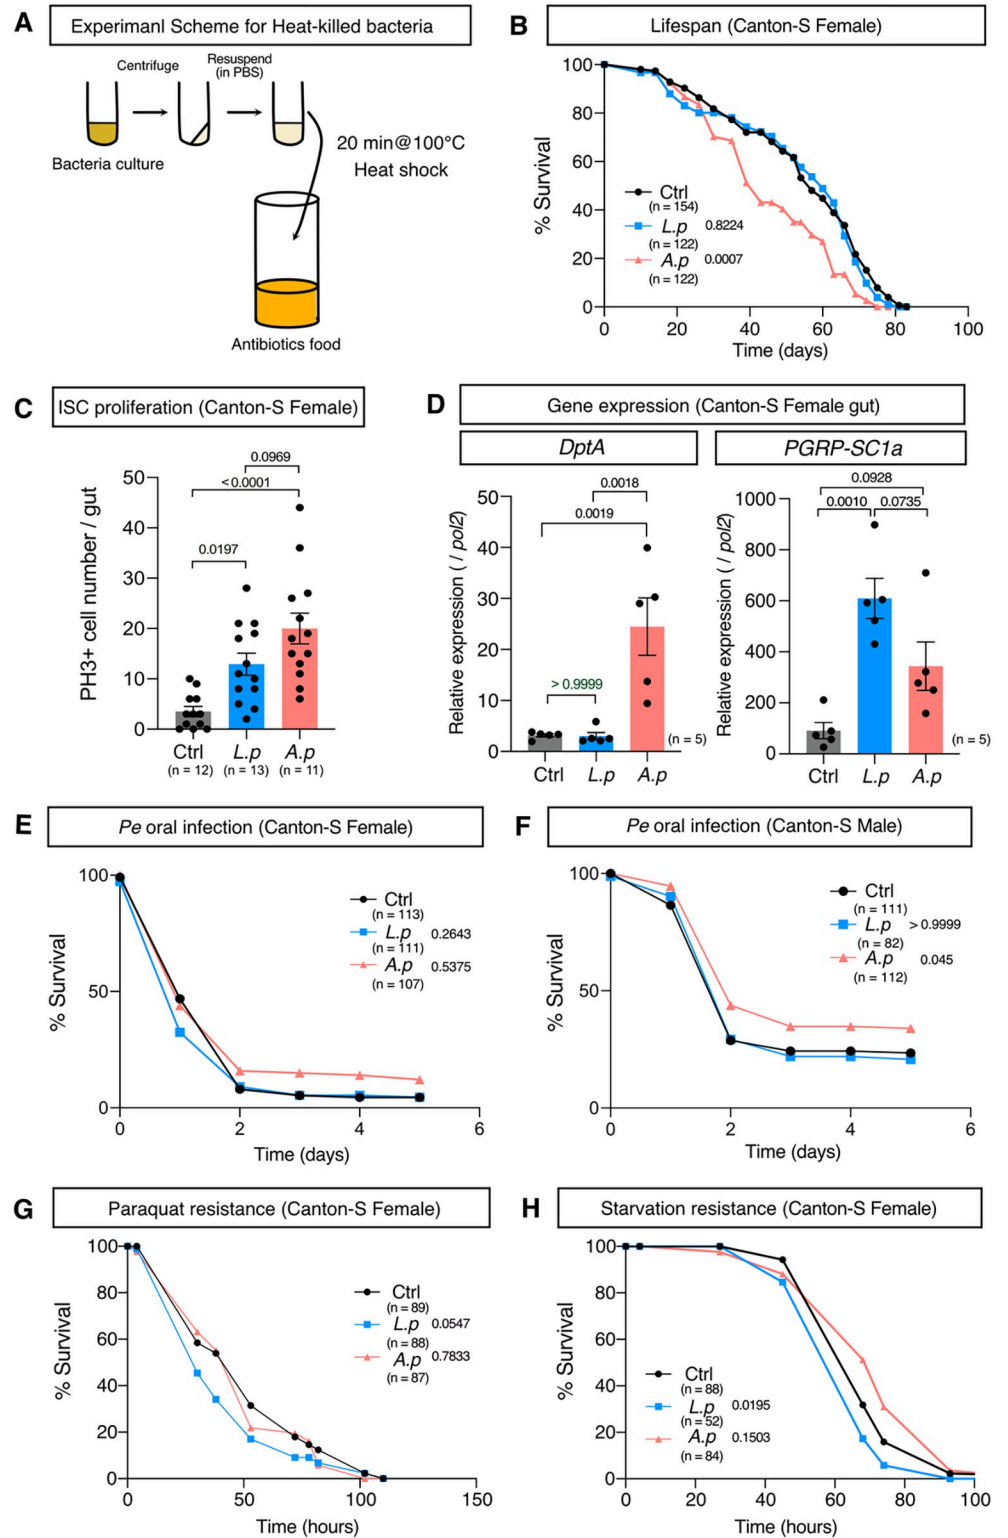 A
Experimanl Scheme for Heat-killed bacteria
Centrifuge
Resuspend
(in PBS)
Bacteria culture
20 min@100°C
Heat shock
Antibiotics food
B
Lifespan (Canton-S Female)
% Survival
100
80
60
40
20
0
Ctrl
(n = 154)
L.p 0.8224
(n = 122)
A.p 0.0007
(n = 122)
0 20 40 60 80 100
Time (days)
C
ISC proliferation (Canton-S Female)
PH3+ cell number / gut
50
40
30
20
10
0
0.0969
< 0.0001
0.0197
Ctrl L.p A.p
(n = 12) (n = 13) (n = 11)
D
Gene expression (Canton-S Female gut)
DptA
Relative expression ( / pol2)
50
40
30
20
10
0
0.0018
0.0019
> 0.9999
(n = 5)
Ctrl L.p A.p
PGRP-SC1a
Relative expression ( / pol2)
1000
800
600
400
200
0
0.0928
0.0010 0.0735
(n = 5)
Ctrl L.p A.p
E
Pe oral infection (Canton-S Female)
% Survival
100
50
0
Ctrl
(n = 113)
L.p 0.2643
(n = 111)
A.p 0.5375
(n = 107)
0 2 4 6
Time (days)
F
Pe oral infection (Canton-S Male)
% Survival
100
50
0
Ctrl
(n = 111)
L.p > 0.9999
(n = 82)
A.p 0.045
(n = 112)
0 2 4 6
Time (days)
G
Paraquat resistance (Canton-S Female)
% Survival
100
80
60
40
20
0
Ctrl
(n = 89)
L.p 0.0547
(n = 88)
A.p 0.7833
(n = 87)
0 50 100 150
Time (hours)
H
Starvation resistance (Canton-S Female)
% Survival
100
80
60
40
20
0
Ctrl
(n = 88)
L.p 0.0195
(n = 52)
A.p 0.1503
(n = 84)
0 20 40 60 80 100
Time (hours)